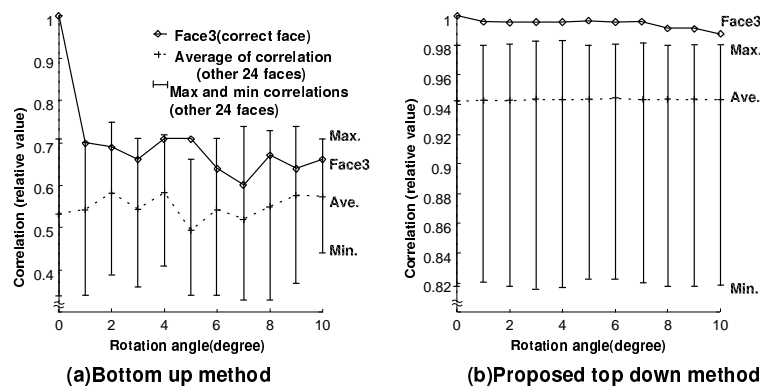 1
0.9
0.8
0.7
0.6
0.5
0.4
Correlation (relative value)
Face3(correct face)
Average of correlation
(other 24 faces)
Max and min correlations
(other 24 faces)
Max.
Face3
Ave.
Min.
0 2 4 6 8 10
Rotation angle(degree)
(a)Bottom up method
1
0.98
0.96
0.94
0.92
0.9
0.88
0.86
0.84
0.82
Correlation (relative value)
Face3
Max.
Ave.
Min.
0 2 4 6 8 10
Rotation angle(degree)
(b)Proposed top down method